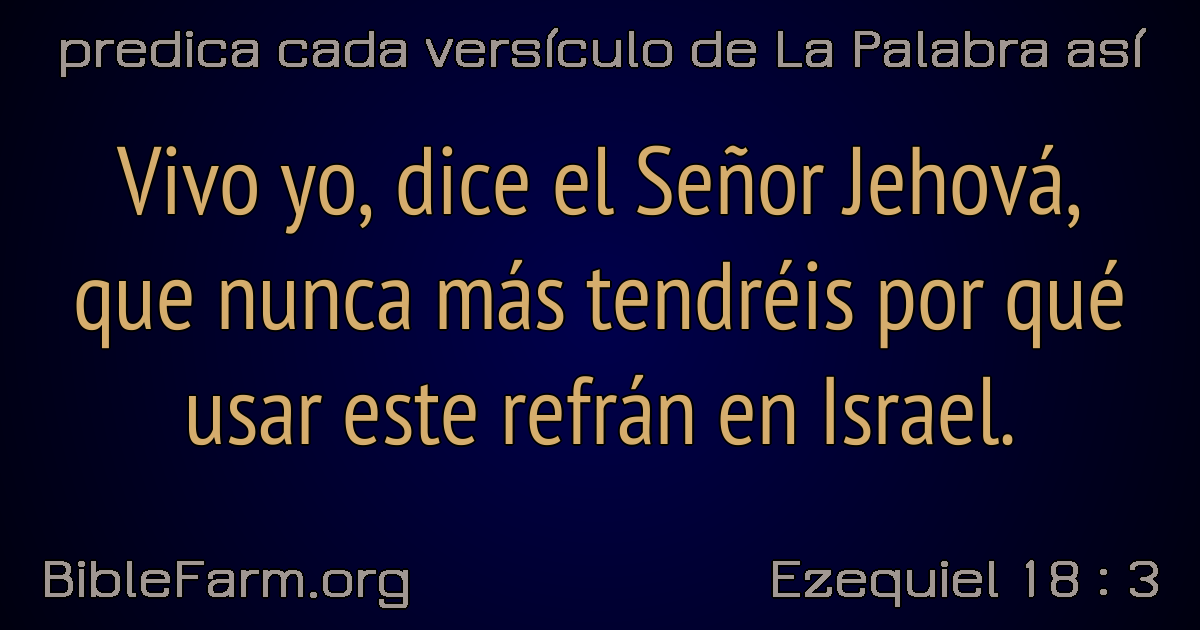 predica cada versículo de La Palabra así
Vivo yo, dice el Señor Jehová,
que nunca más tendréis por qué
usar este refrán en Israel.
BibleFarm.org
Ezequiel 18 : 3